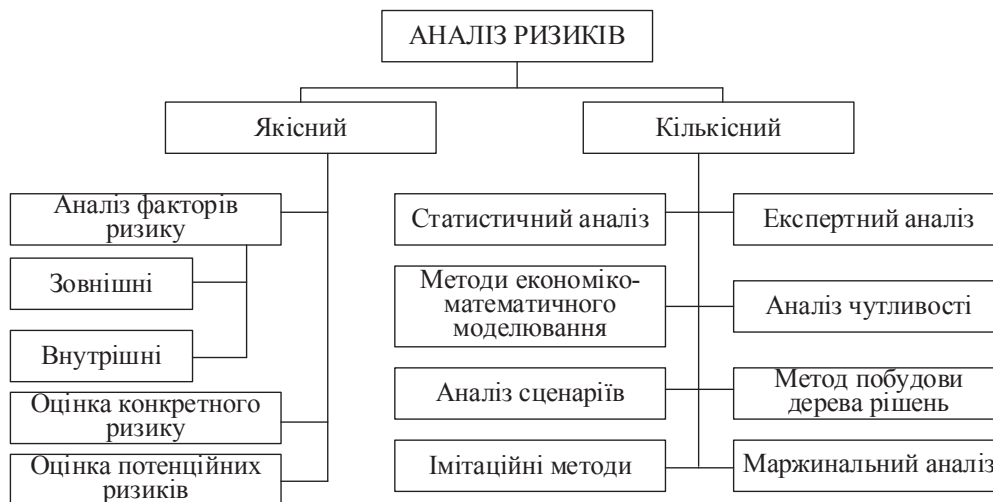 АНАЛІЗ РИЗИКІВ
Якісний
Кількісний
Аналіз факторів
ризику
Зовнішні
Внутрішні
Оцінка конкретного
ризику
Оцінка потенційних
ризиків
Статистичний аналіз
Експертний аналіз
Методи економіко-
математичного
моделювання
Аналіз чутливості
Аналіз сценаріїв
Метод побудови
дерева рішень
Імітаційні методи
Маржинальний аналіз